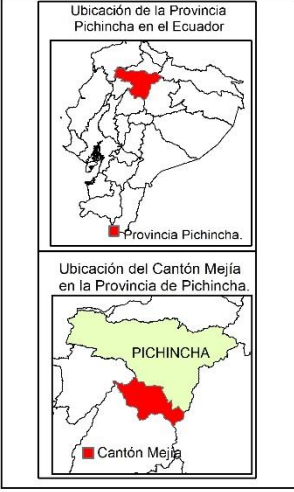 Ubicación de la Provincia
Pichincha en el Ecuador
Provincia Pichincha.
Ubicación del Cantón Mejía
en la Provincia de Pichincha.
PICHINCHA
Cantón Mejía